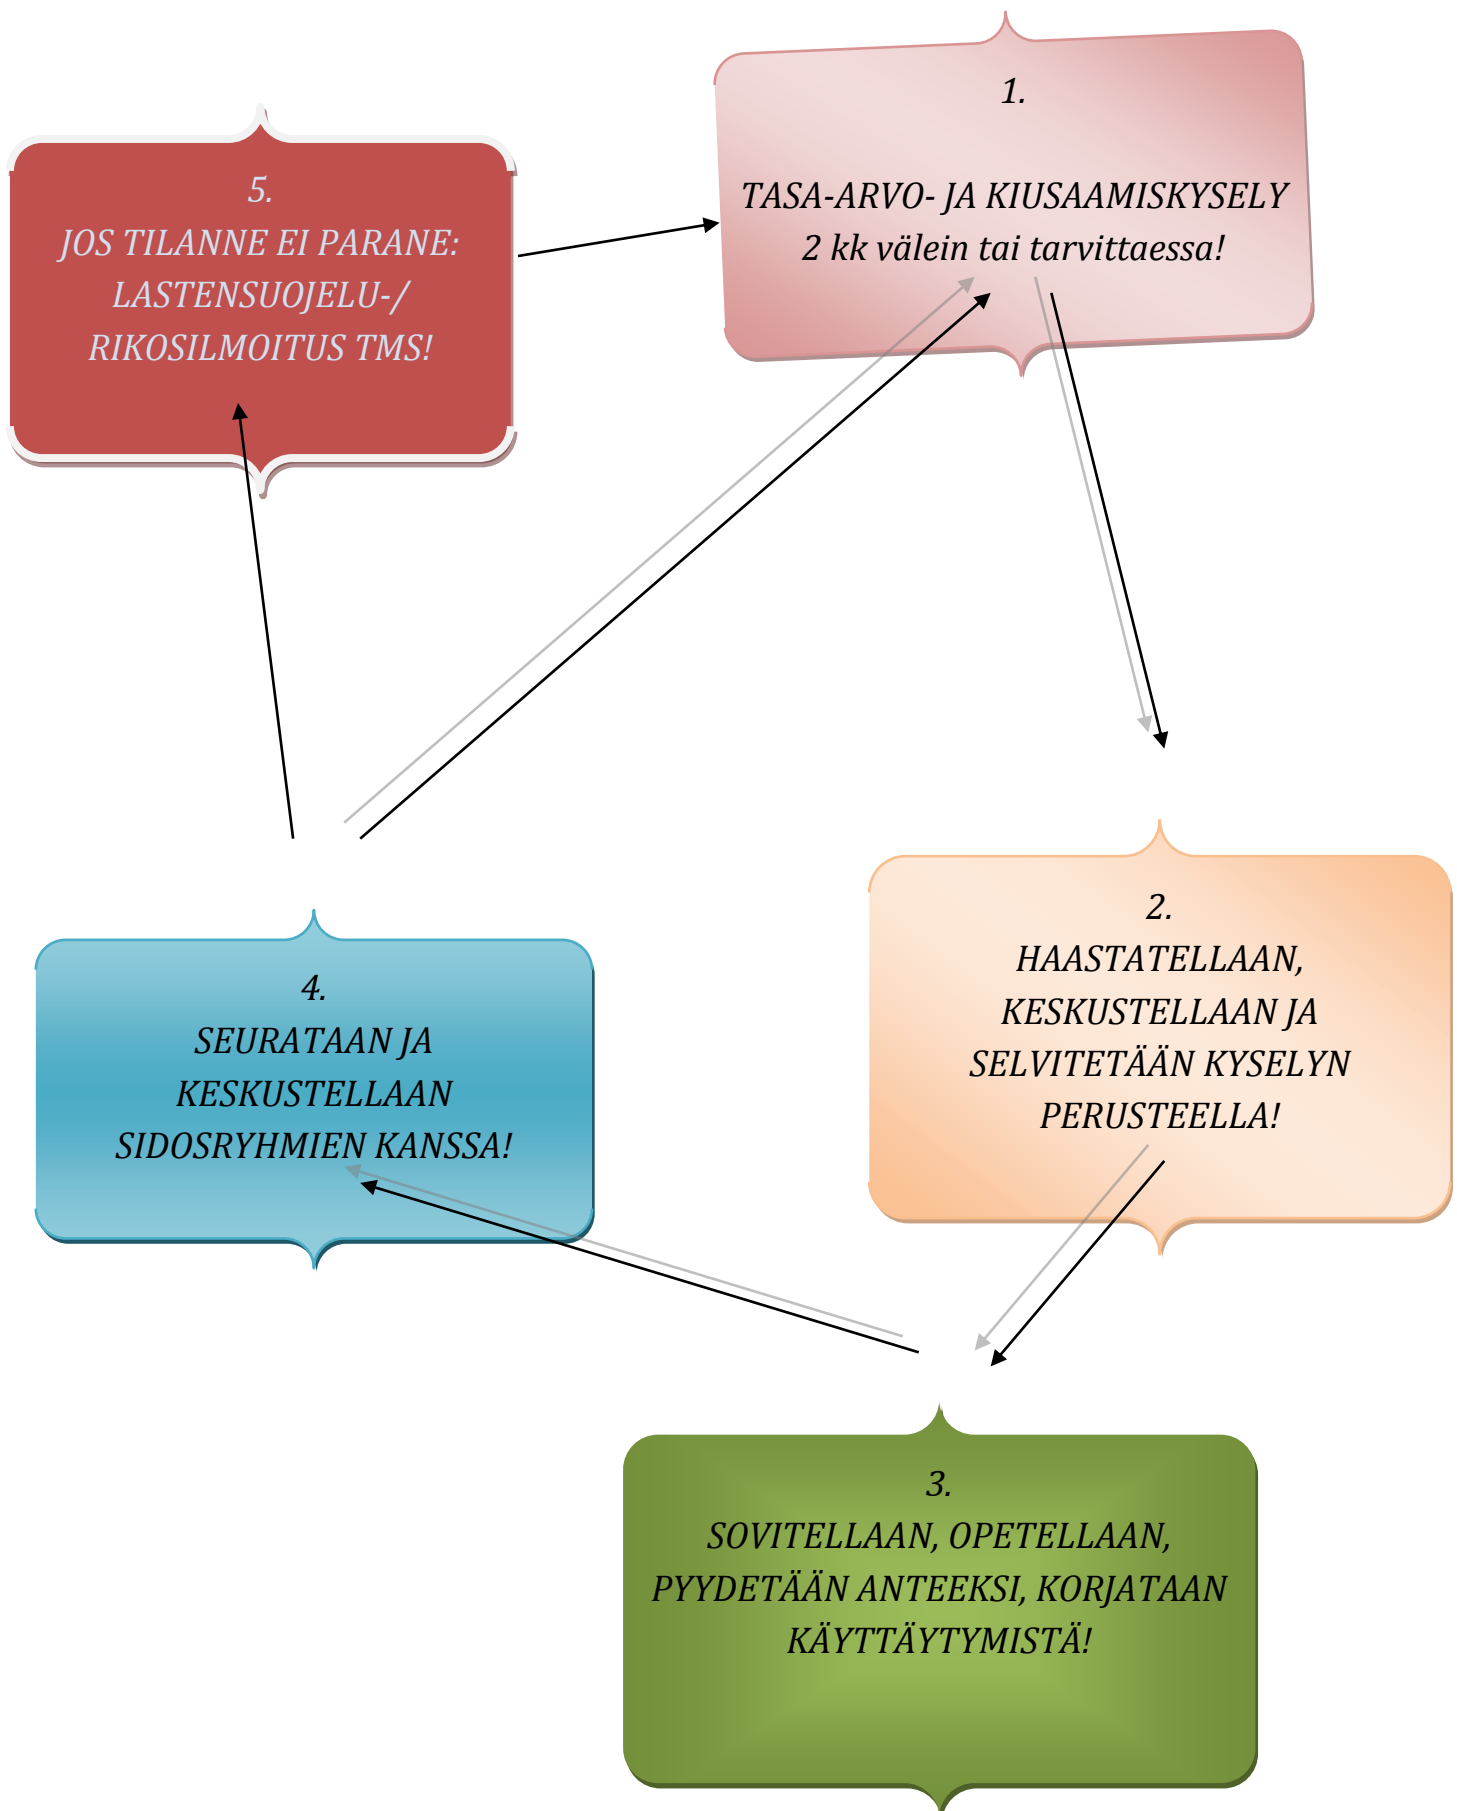 1.
TASA-ARVO- JA KIUSAAMISKYSELY
2 kk välein tai tarvittaessa!
2.
HAASTATELLAAN,
KESKUSTELLAAN JA
SELVITETÄÄN KYSELYN
PERUSTEELLA!
3.
SOVITELLAAN, OPETELLAAN,
PYYDETÄÄN ANTEEKSI, KORJATAAN
KÄYTTÄYTYMISTÄ!
4.
SEURATAAN JA
KESKUSTELLAAN
SIDOSRYHMIEN KANSSA!
5.
JOS TILANNE EI PARANE:
LASTENSUOJELU-/
RIKOSILMOITUS TMS!